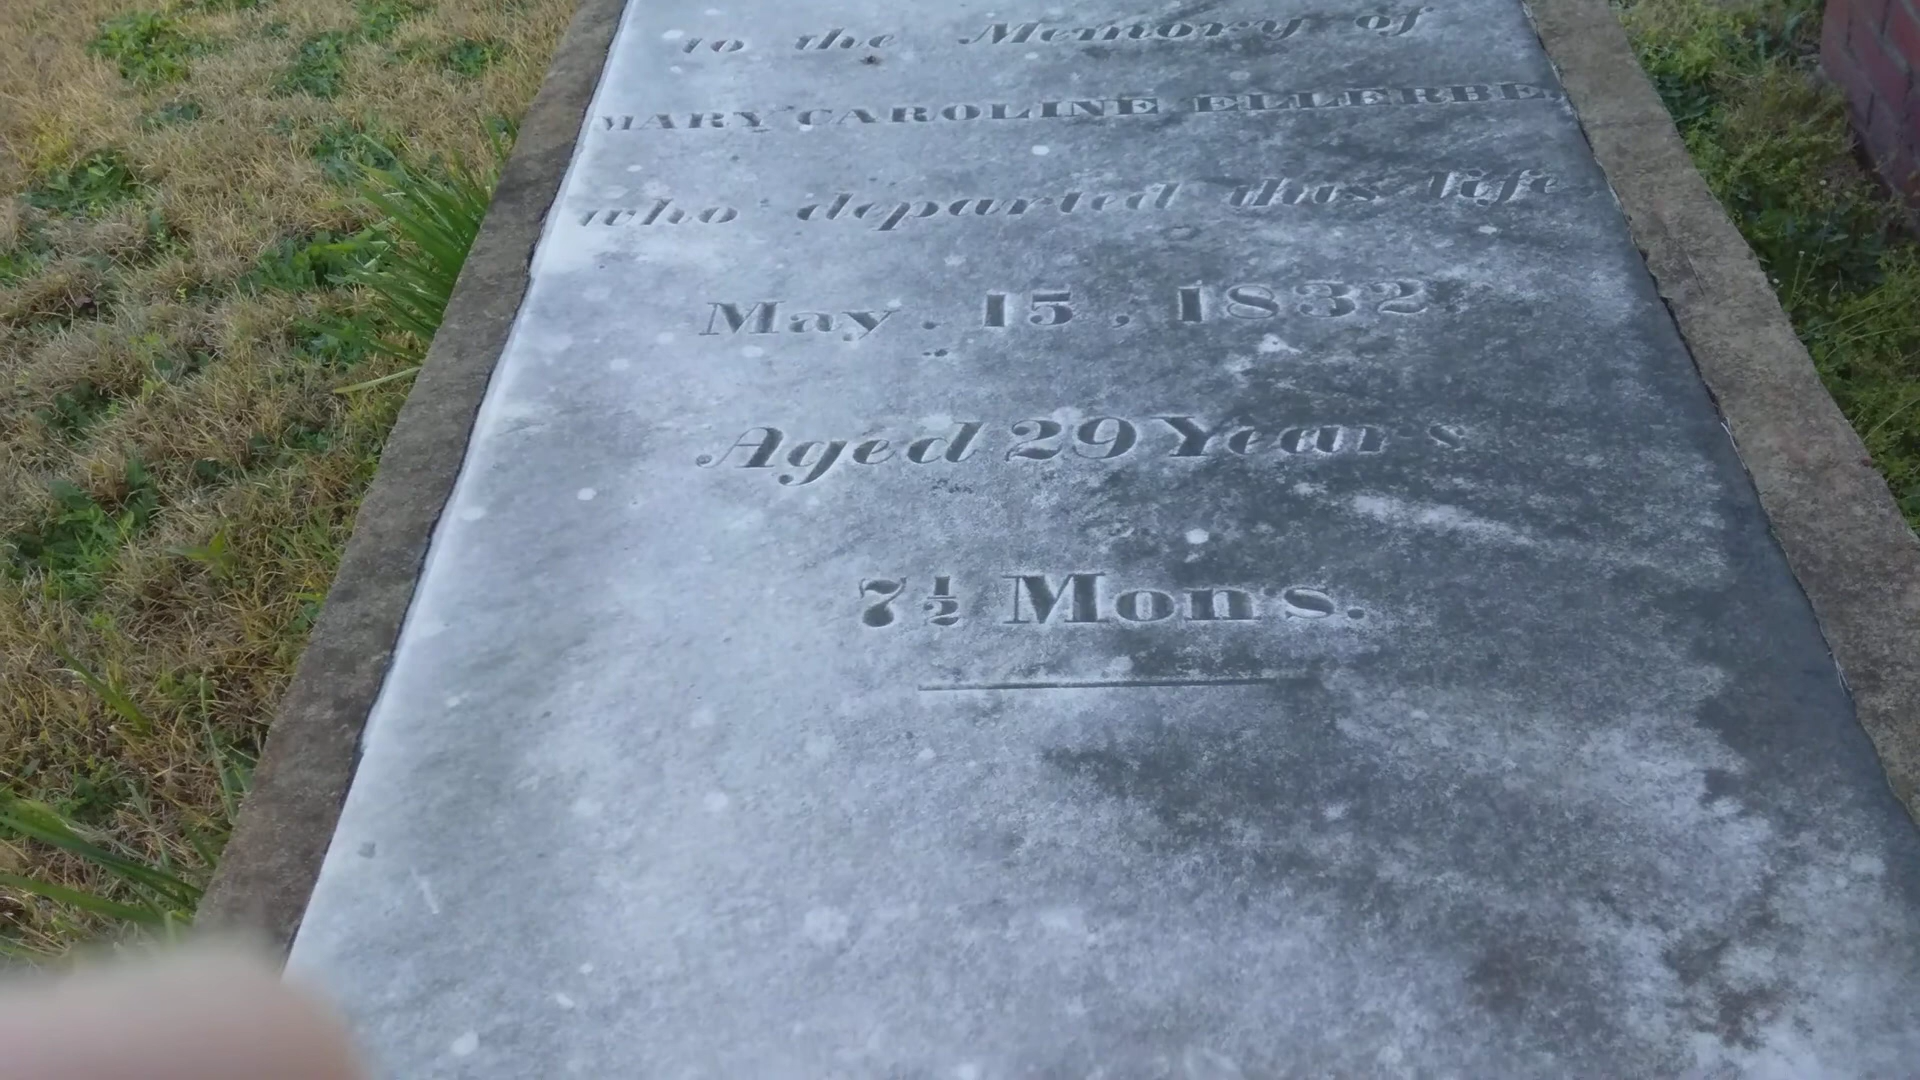 to the Memory of
MARY CAROLINE ELLERBE
who departed this life
May. 15, 1832.
Aged 29 Years
7½ Mons.